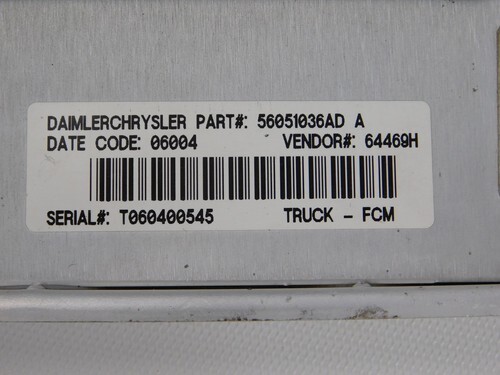 DAIMLERCHRYSLER PART#: 56051036AD A
DATE CODE: 06004 VENDOR#: 64469H
SERIAL#: T060400545 TRUCK - FCM